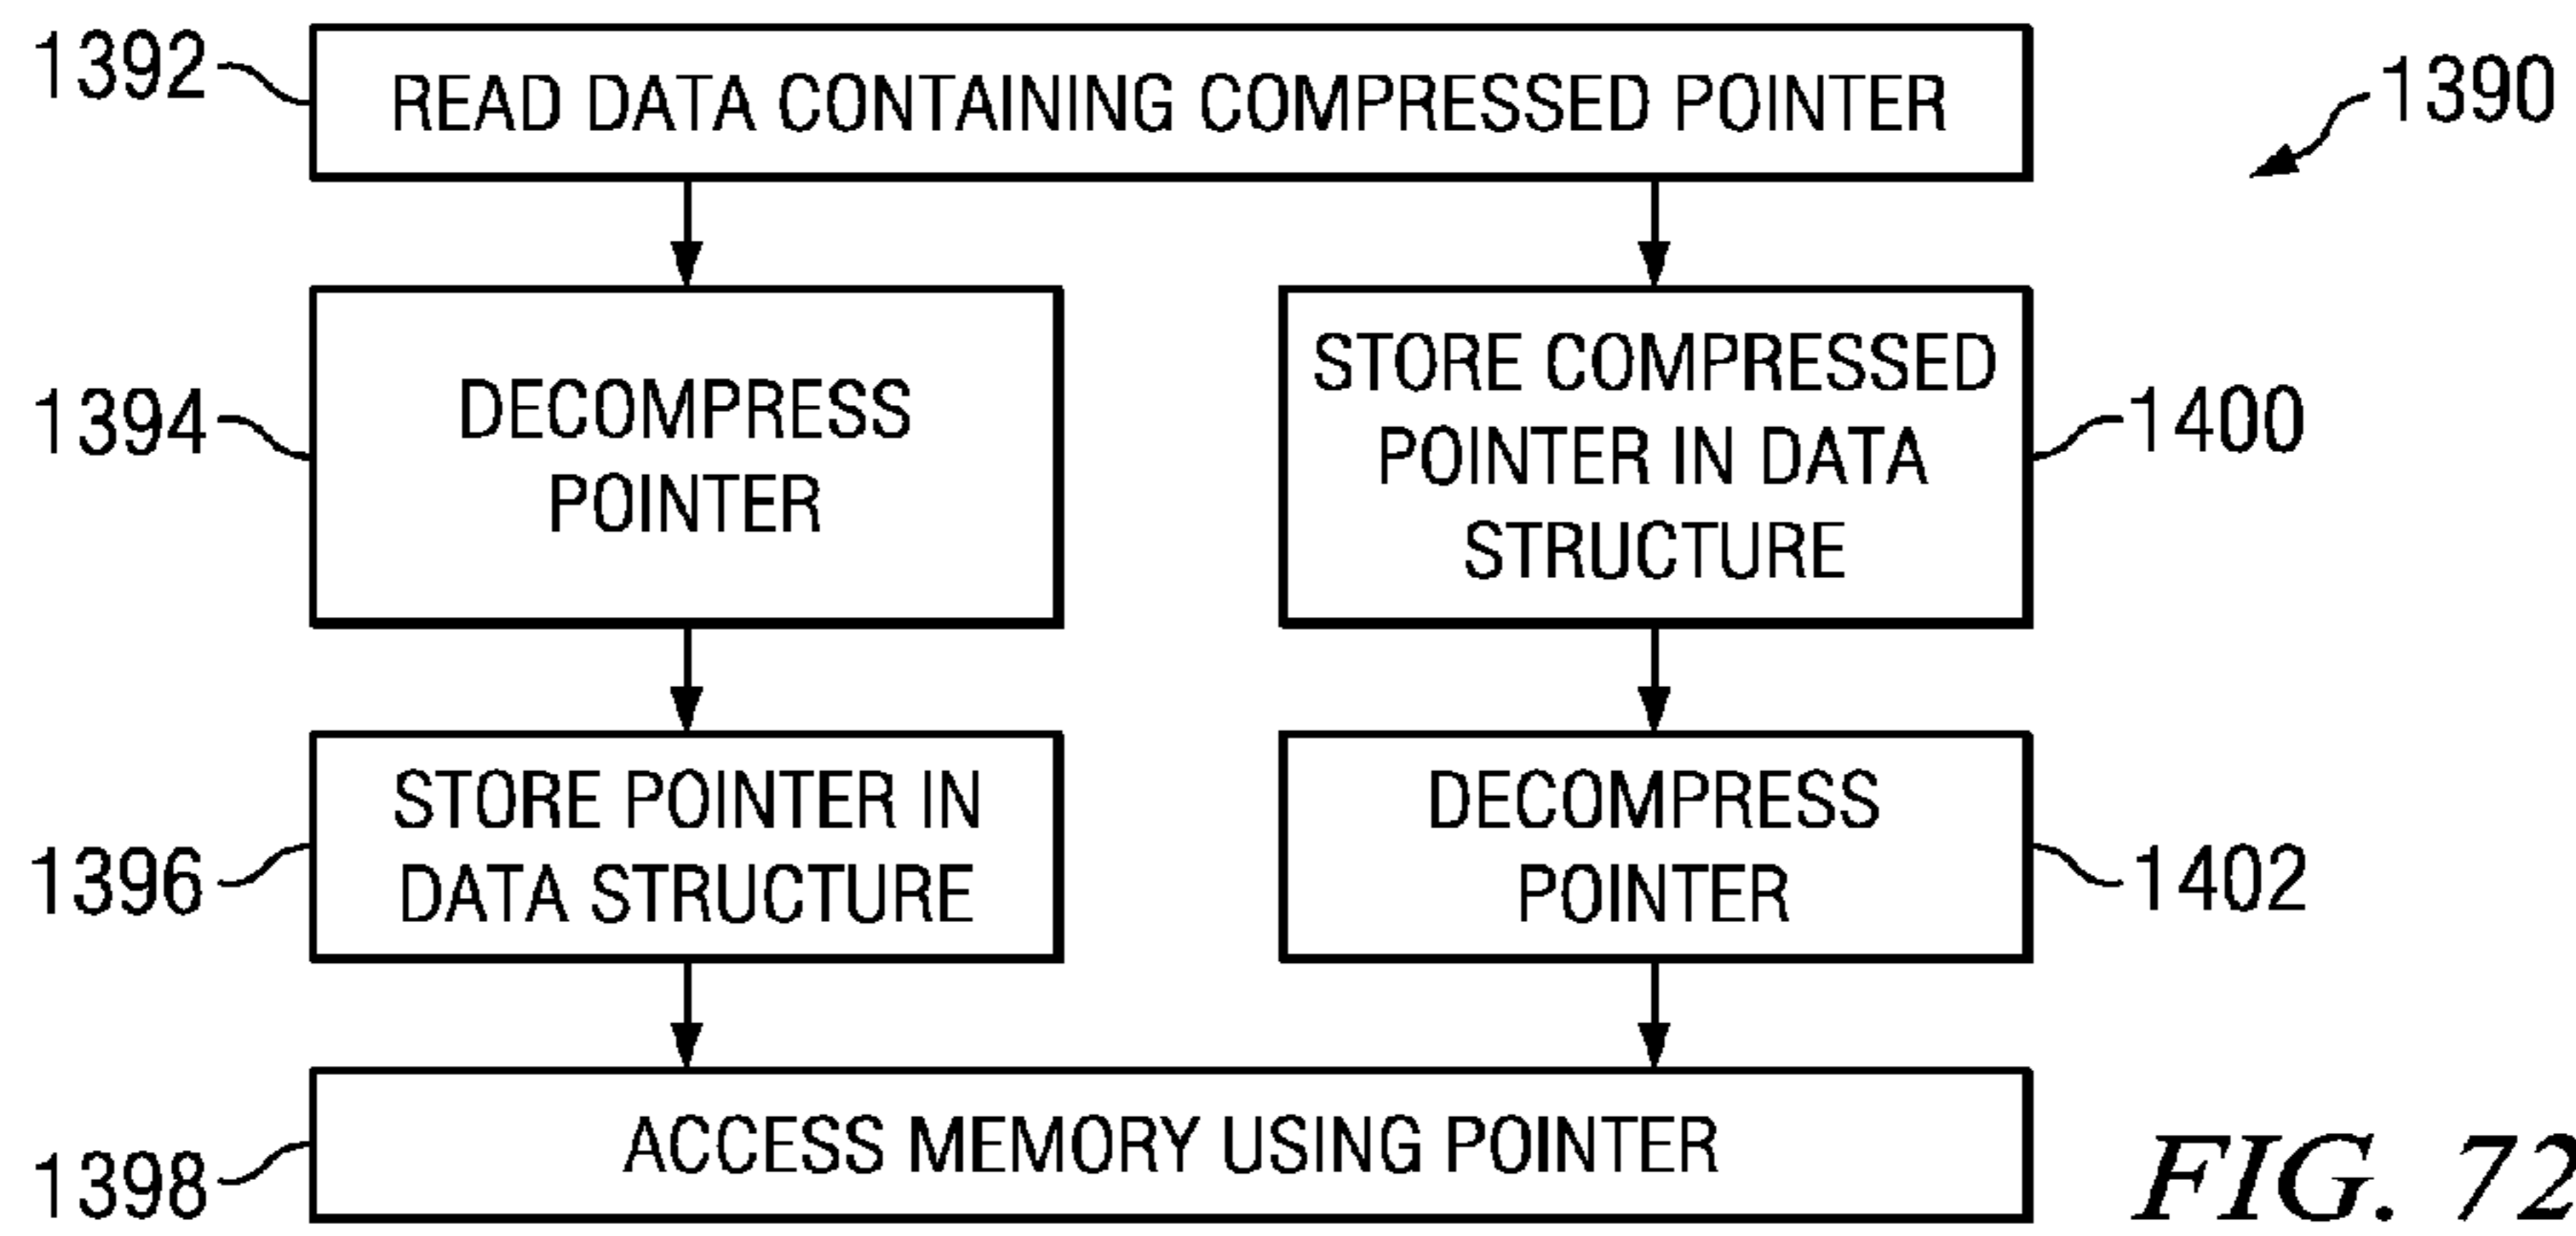 1392
READ DATA CONTAINING COMPRESSED POINTER
1390
1394
DECOMPRESS
POINTER
STORE COMPRESSED
POINTER IN DATA
STRUCTURE
1400
1396
STORE POINTER IN
DATA STRUCTURE
DECOMPRESS
POINTER
1402
1398
ACCESS MEMORY USING POINTER
FIG. 72